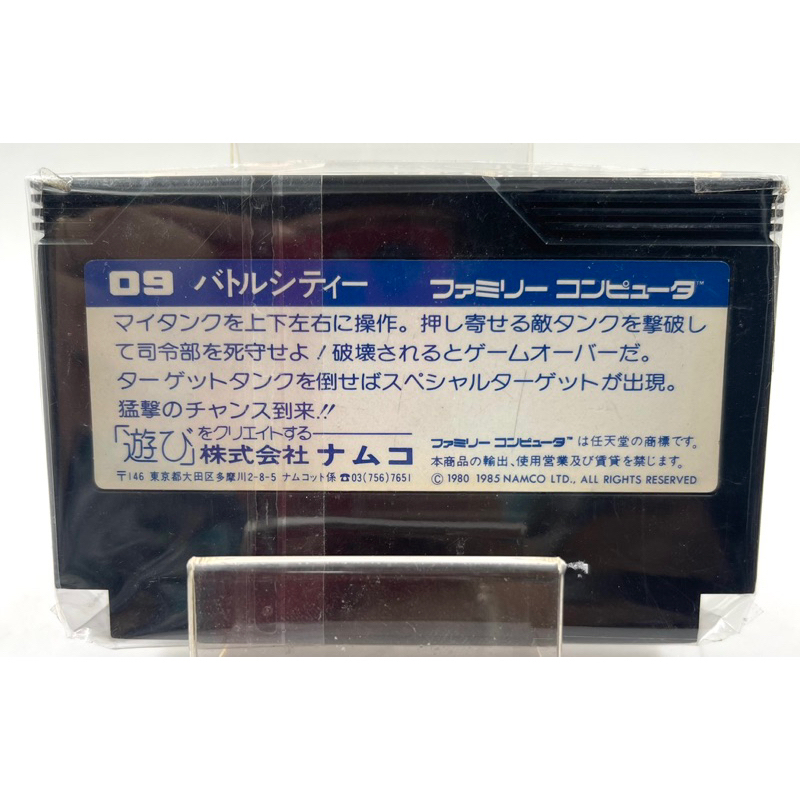 09 バトルシティー ファミリー コンピュータ™
マイタンクを上下左右に操作。押し寄せる敵タンクを撃破し
て司令部を死守せよ!破壊されるとゲームオーバーだ。
ターゲットタンクを倒せばスペシャルターゲットが出現。
猛撃のチャンス到来!!
「遊び」をクリエイトする
株式会社 ナムコ
〒146 東京都大田区多摩川2-8-5 ナムコット係 ☎03(756)7651
ファミリー コンピュータ™は任天堂の商標です。
本商品の輸出、使用営業及び賃貸を禁じます。
© 1980 1985 NAMCO LTD., ALL RIGHTS RESERVED